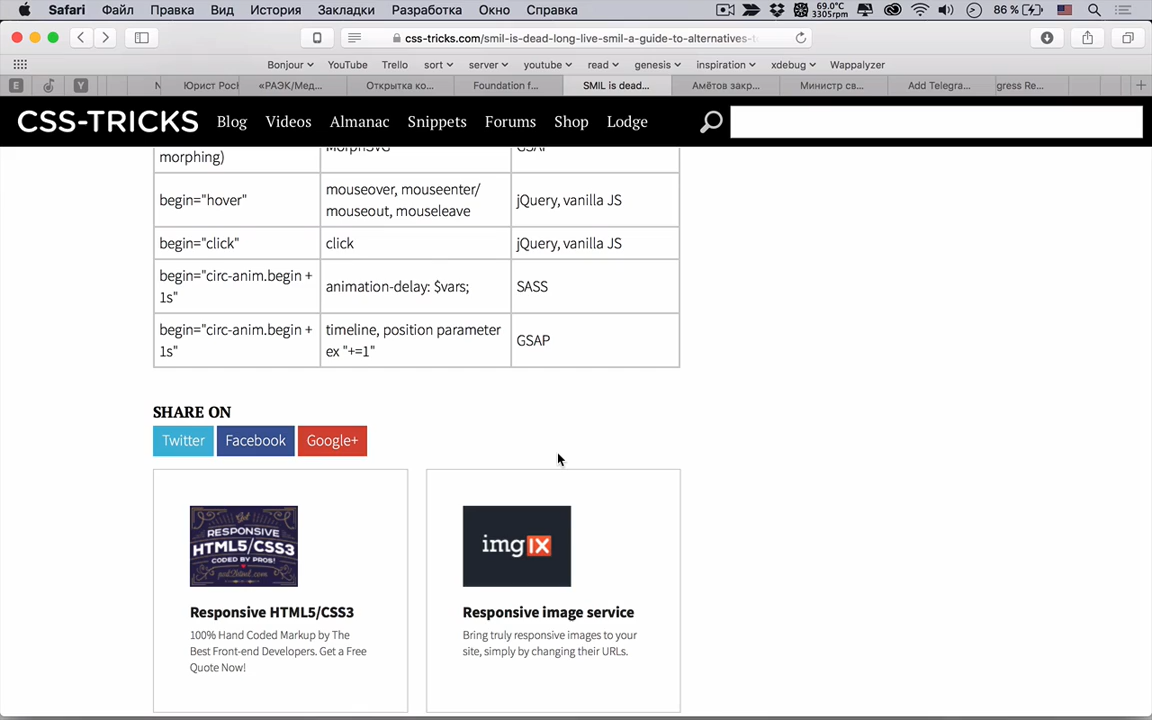 Safari Файл Правка Вид История Закладки Разработка Окно Справка 69.0°C 3305rpm 86 %
css-tricks.com/smil-is-dead-long-live-smil-a-guide-to-alternatives-
Bonjour YouTube Trello sort server youtube read genesis inspiration xdebug Wappalyzer
E Y Юрист Рос «РАЭК/Мед... Открытка ко... Foundation f... SMIL is dead... Амётов закр... Министр св... Add Telegra... gress Re...
CSS-TRICKS Blog Videos Almanac Snippets Forums Shop Lodge
morphing) MorphSVG GSAP
begin="hover" mouseover, mouseenter/ mouseout, mouseleave jQuery, vanilla JS
begin="click" click jQuery, vanilla JS
begin="circ-anim.begin + 1s" animation-delay: $vars; SASS
begin="circ-anim.begin + 1s" timeline, position parameter ex "+=1" GSAP
SHARE ON
Twitter Facebook Google+
RESPONSIVE
HTML5/CSS3
CODED BY PROS!
imgIX
Responsive HTML5/CSS3
100% Hand Coded Markup by The
Best Front-end Developers. Get a Free
Quote Now!
Responsive image service
Bring truly responsive images to your
site, simply by changing their URLs.